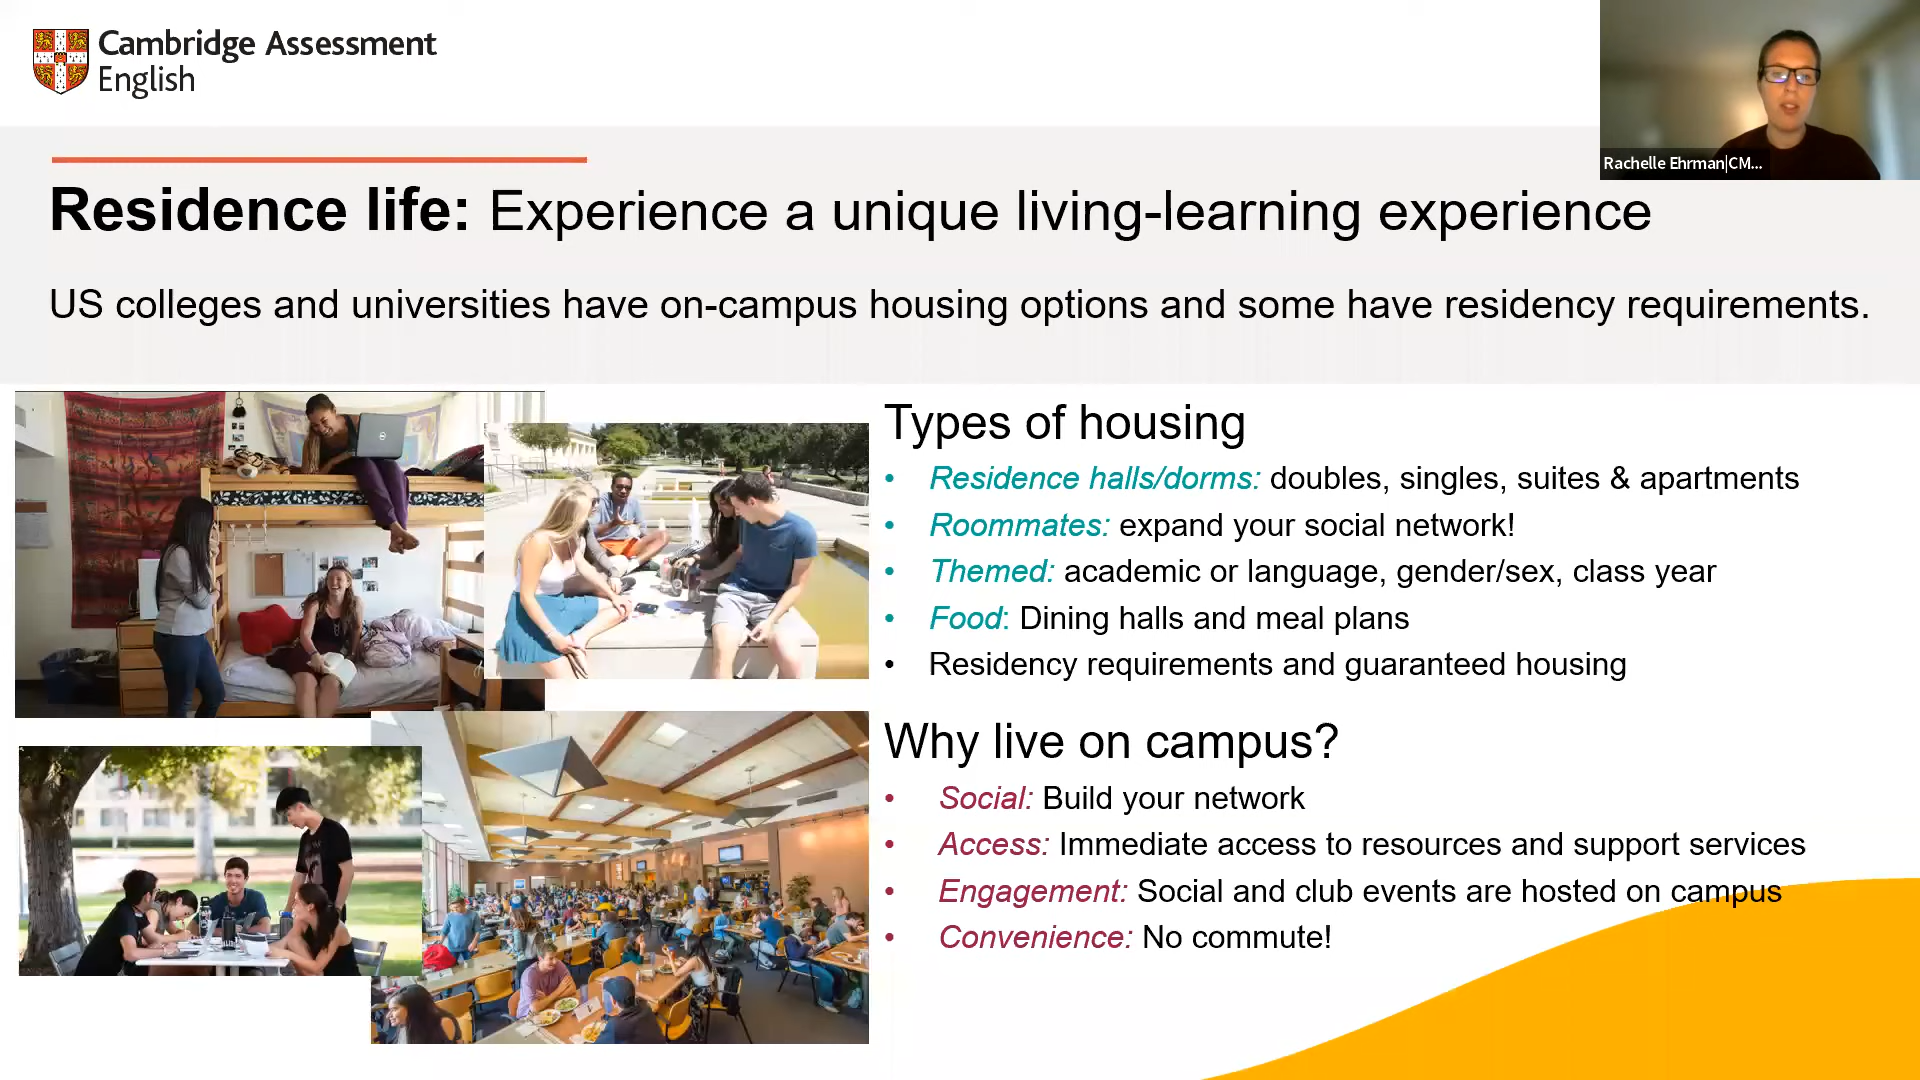 Cambridge Assessment
English
Rachelle Ehrman|CM...
Residence life: Experience a unique living-learning experience
US colleges and universities have on-campus housing options and some have residency requirements.
Types of housing
• Residence halls/dorms: doubles, singles, suites & apartments
• Roommates: expand your social network!
• Themed: academic or language, gender/sex, class year
• Food: Dining halls and meal plans
• Residency requirements and guaranteed housing
Why live on campus?
• Social: Build your network
• Access: Immediate access to resources and support services
• Engagement: Social and club events are hosted on campus
• Convenience: No commute!